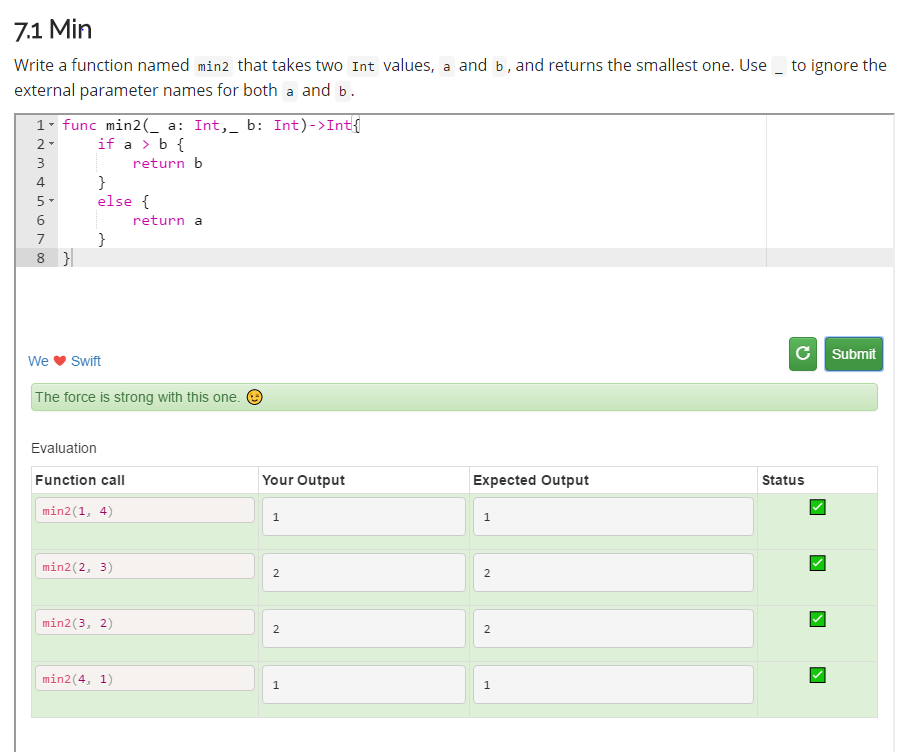 7.1 Min
Write a function named min2 that takes two Int values, a and b, and returns the smallest one. Use _ to ignore the
external parameter names for both a and b.
1 func min2(_ a: Int,_ b: Int)->Int{
2 if a > b {
3 return b
4 }
5 else {
6 return a
7 }
8 }
We ❤ Swift
Submit
The force is strong with this one. 😉
Evaluation
Function call Your Output Expected Output Status
min2(1, 4) 1 1 ✅
min2(2, 3) 2 2 ✅
min2(3, 2) 2 2 ✅
min2(4, 1) 1 1 ✅